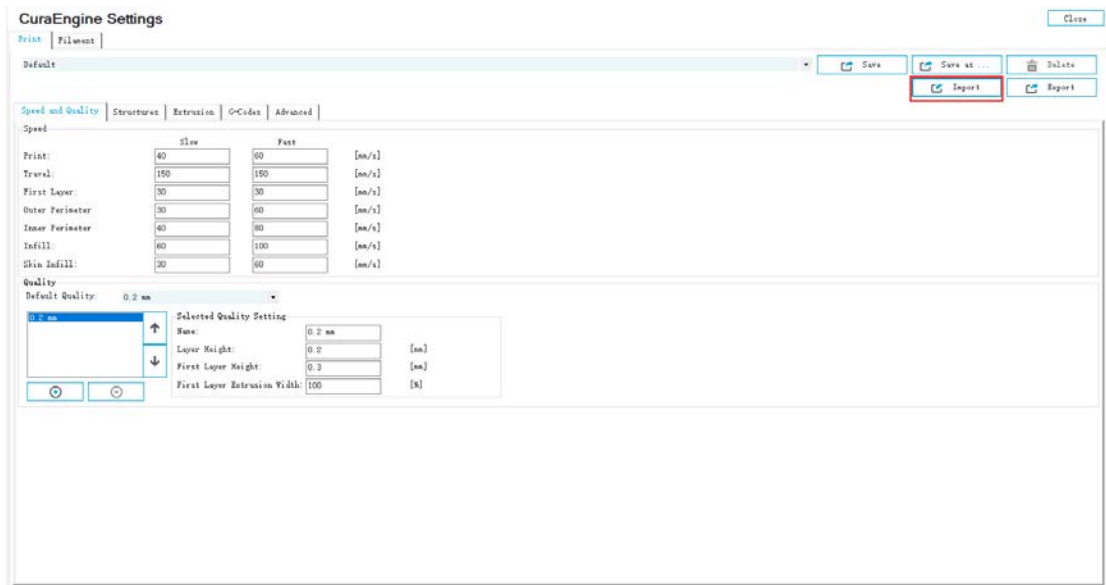 CuraEngine Settings
Close
Print Filament
Default
Save Save as ... Delete
Import Export
Speed and Quality Structures Extrusion G-Codes Advanced
Speed
Slow Fast
Print: 40 60 [mm/s]
Travel: 150 150 [mm/s]
First Layer: 30 30 [mm/s]
Outer Perimeter 30 60 [mm/s]
Inner Perimeter 40 80 [mm/s]
Infill: 60 100 [mm/s]
Skin Infill: 30 60 [mm/s]
Quality
Default Quality: 0.2 mm
0.2 mm
Selected Quality Setting
Name: 0.2 mm
Layer Height: 0.2 [mm]
First Layer Height: 0.3 [mm]
First Layer Extrusion Width: 100 [%]